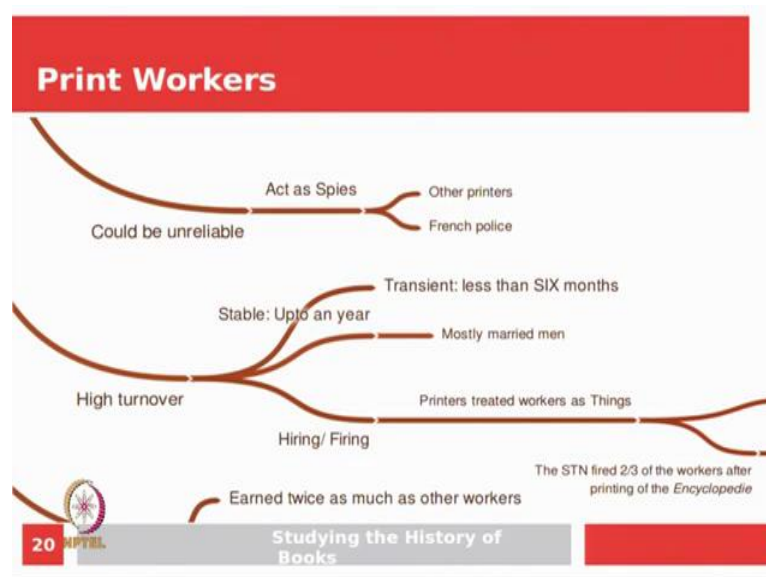 Print Workers
Act as Spies
Other printers
French police
Could be unreliable
Transient: less than SIX months
Stable: Upto an year
Mostly married men
High turnover
Printers treated workers as Things
Hiring/ Firing
The STN fired 2/3 of the workers after
printing of the Encyclopedie
Earned twice as much as other workers
20
NPTEL
Studying the History of
Books